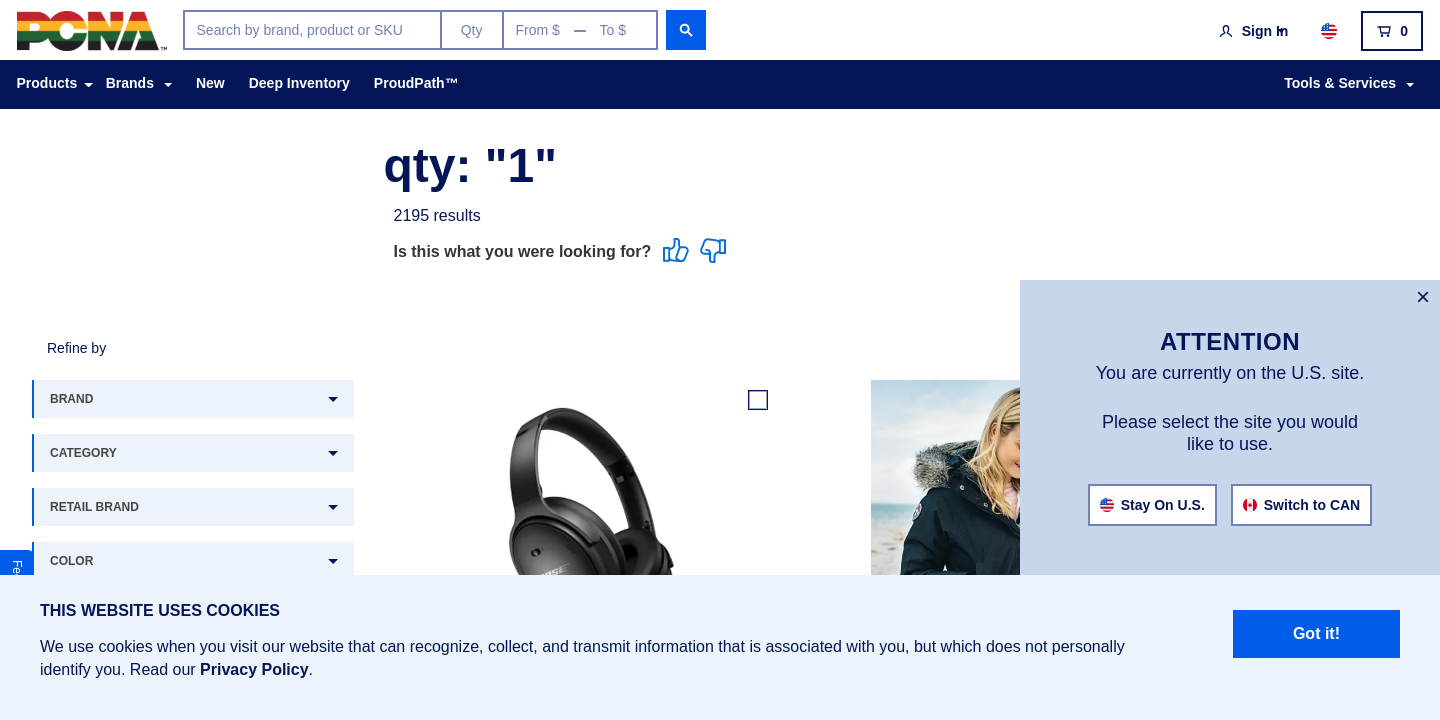 PCNA™
Search by brand, product or SKU
Qty
From $ — To $
Sign In
0
Products
Brands
New
Deep Inventory
ProudPath™
Tools & Services
qty: "1"
2195 results
Is this what you were looking for?
×
ATTENTION
You are currently on the U.S. site.
Please select the site you would
like to use.
Stay On U.S.
Switch to CAN
Refine by
BRAND
CATEGORY
RETAIL BRAND
COLOR
BOSE
THIS WEBSITE USES COOKIES
We use cookies when you visit our website that can recognize, collect, and transmit information that is associated with you, but which does not personally
identify you. Read our Privacy Policy.
Got it!